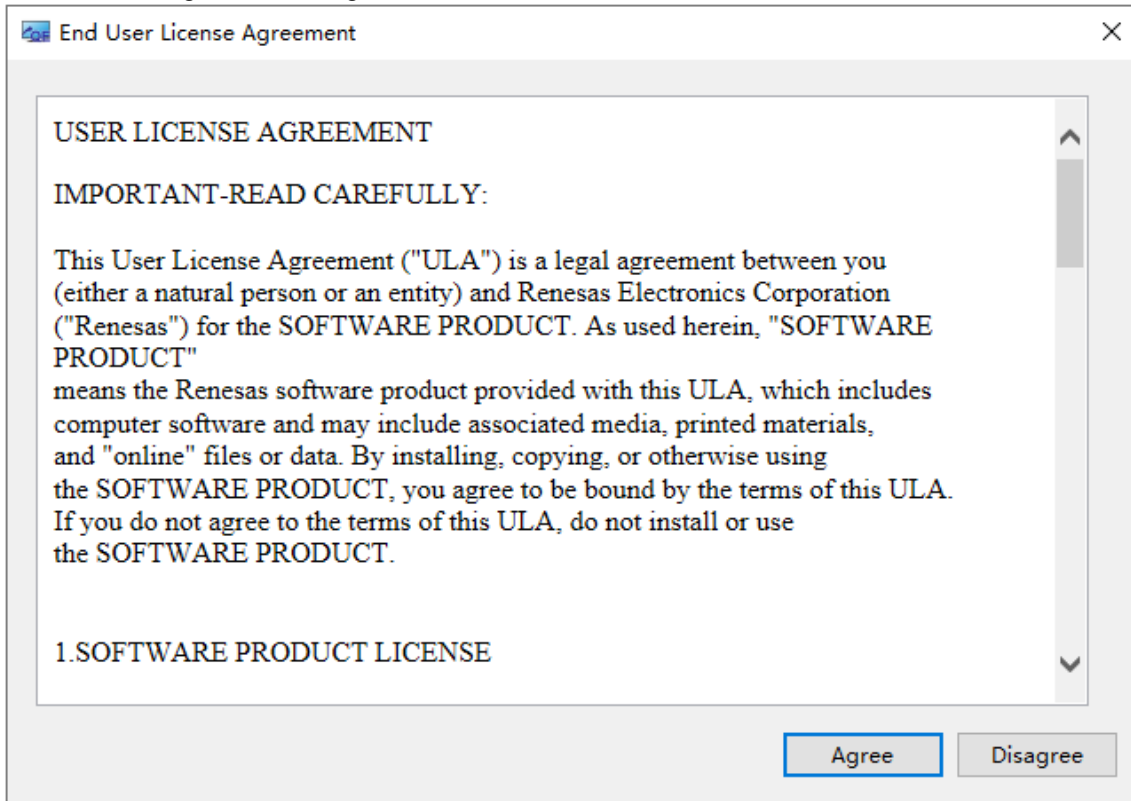 End User License Agreement
USER LICENSE AGREEMENT
IMPORTANT-READ CAREFULLY:
This User License Agreement ("ULA") is a legal agreement between you
(either a natural person or an entity) and Renesas Electronics Corporation
("Renesas") for the SOFTWARE PRODUCT. As used herein, "SOFTWARE
PRODUCT"
means the Renesas software product provided with this ULA, which includes
computer software and may include associated media, printed materials,
and "online" files or data. By installing, copying, or otherwise using
the SOFTWARE PRODUCT, you agree to be bound by the terms of this ULA.
If you do not agree to the terms of this ULA, do not install or use
the SOFTWARE PRODUCT.
1.SOFTWARE PRODUCT LICENSE
Agree Disagree